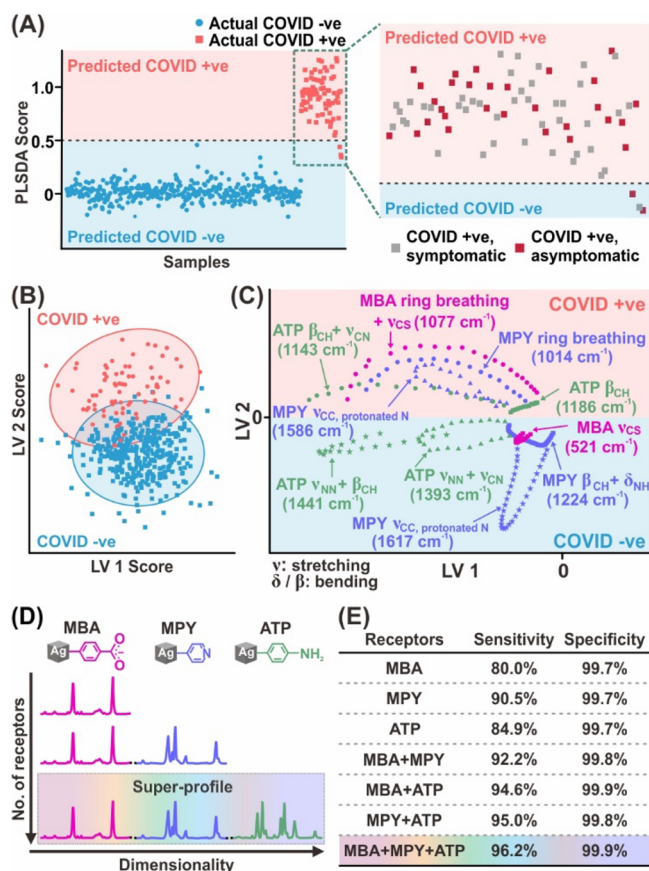 (A)
Actual COVID -ve
Actual COVID +ve
Predicted COVID +ve
1.0
0.5
0
PLSDA Score
Predicted COVID -ve
Samples
Predicted COVID +ve
Predicted COVID -ve
COVID +ve,
symptomatic
COVID +ve,
asymptomatic
(B)
COVID +ve
LV 2 Score
COVID -ve
LV 1 Score
(C)
COVID +ve
MBA ring breathing
+ νCS (1077 cm⁻¹)
ATP βCH + νCN
(1143 cm⁻¹)
MPY ring breathing
(1014 cm⁻¹)
ATP βCH
(1186 cm⁻¹)
LV 2
0
MPY νCC, protonated N
(1586 cm⁻¹)
MBA νCS
(521 cm⁻¹)
ATP νNN + βCH
(1441 cm⁻¹)
ATP νNN + νCN
(1393 cm⁻¹)
MPY βCH + δNH
(1224 cm⁻¹)
MPY νCC, protonated N
(1617 cm⁻¹)
COVID -ve
ν: stretching
δ / β: bending
LV 1
0
(D)
MBA
MPY
ATP
Ag
O
O
-
Ag
N
Ag
NH₂
No. of receptors
Super-profile
Dimensionality
(E)
Receptors Sensitivity Specificity
MBA 80.0% 99.7%
MPY 90.5% 99.7%
ATP 84.9% 99.7%
MBA+MPY 92.2% 99.8%
MBA+ATP 94.6% 99.9%
MPY+ATP 95.0% 99.8%
MBA+MPY+ATP 96.2% 99.9%